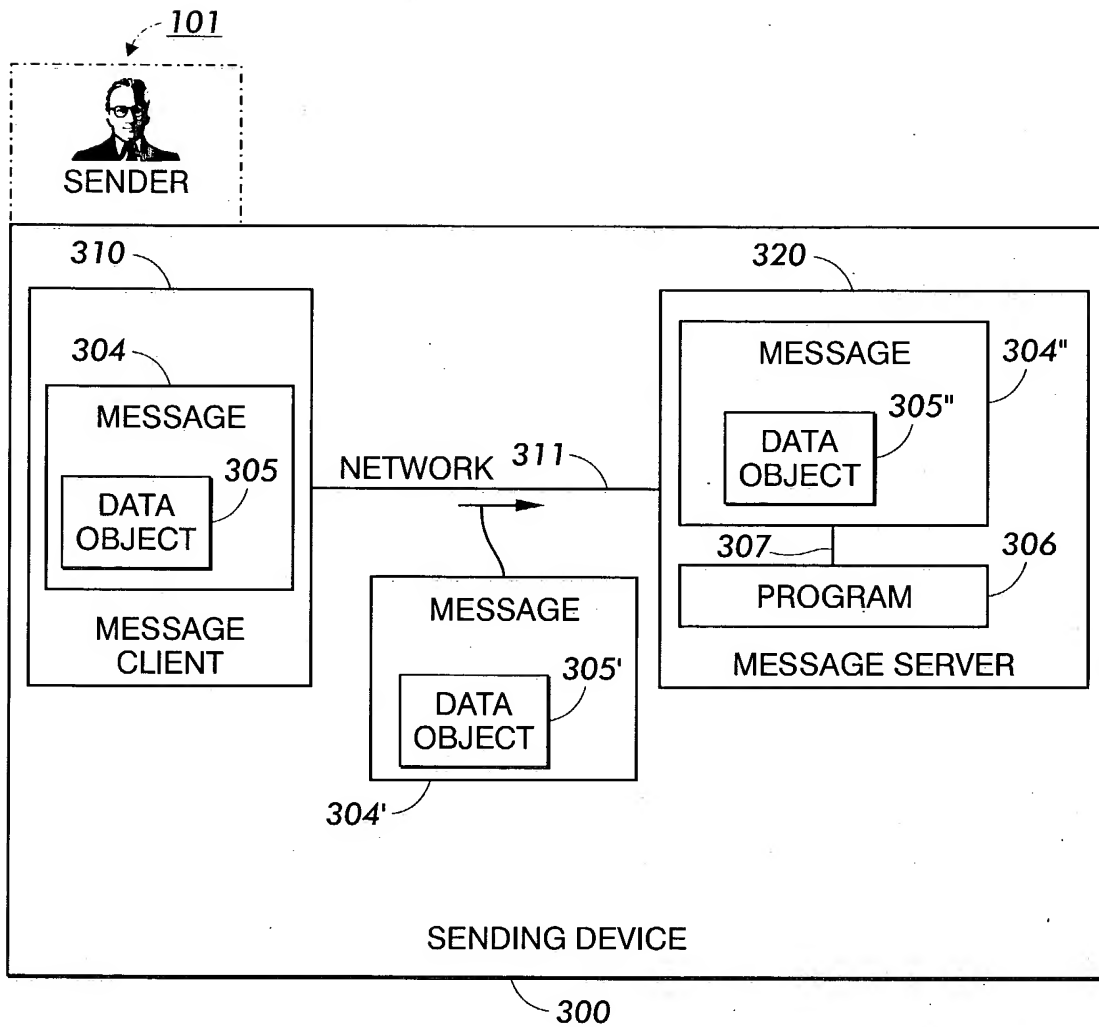 101
SENDER
310
320
304
MESSAGE
305
DATA
OBJECT
MESSAGE
CLIENT
NETWORK
311
MESSAGE
305'
DATA
OBJECT
304'
MESSAGE
304"
305"
DATA
OBJECT
307
306
PROGRAM
MESSAGE SERVER
SENDING DEVICE
300